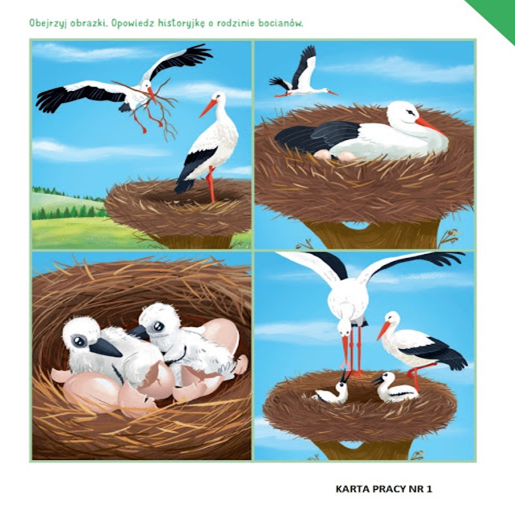 Obejrzyj obrazki. Opowiedz historyjkę o rodzinie bocianów.
KARTA PRACY NR 1